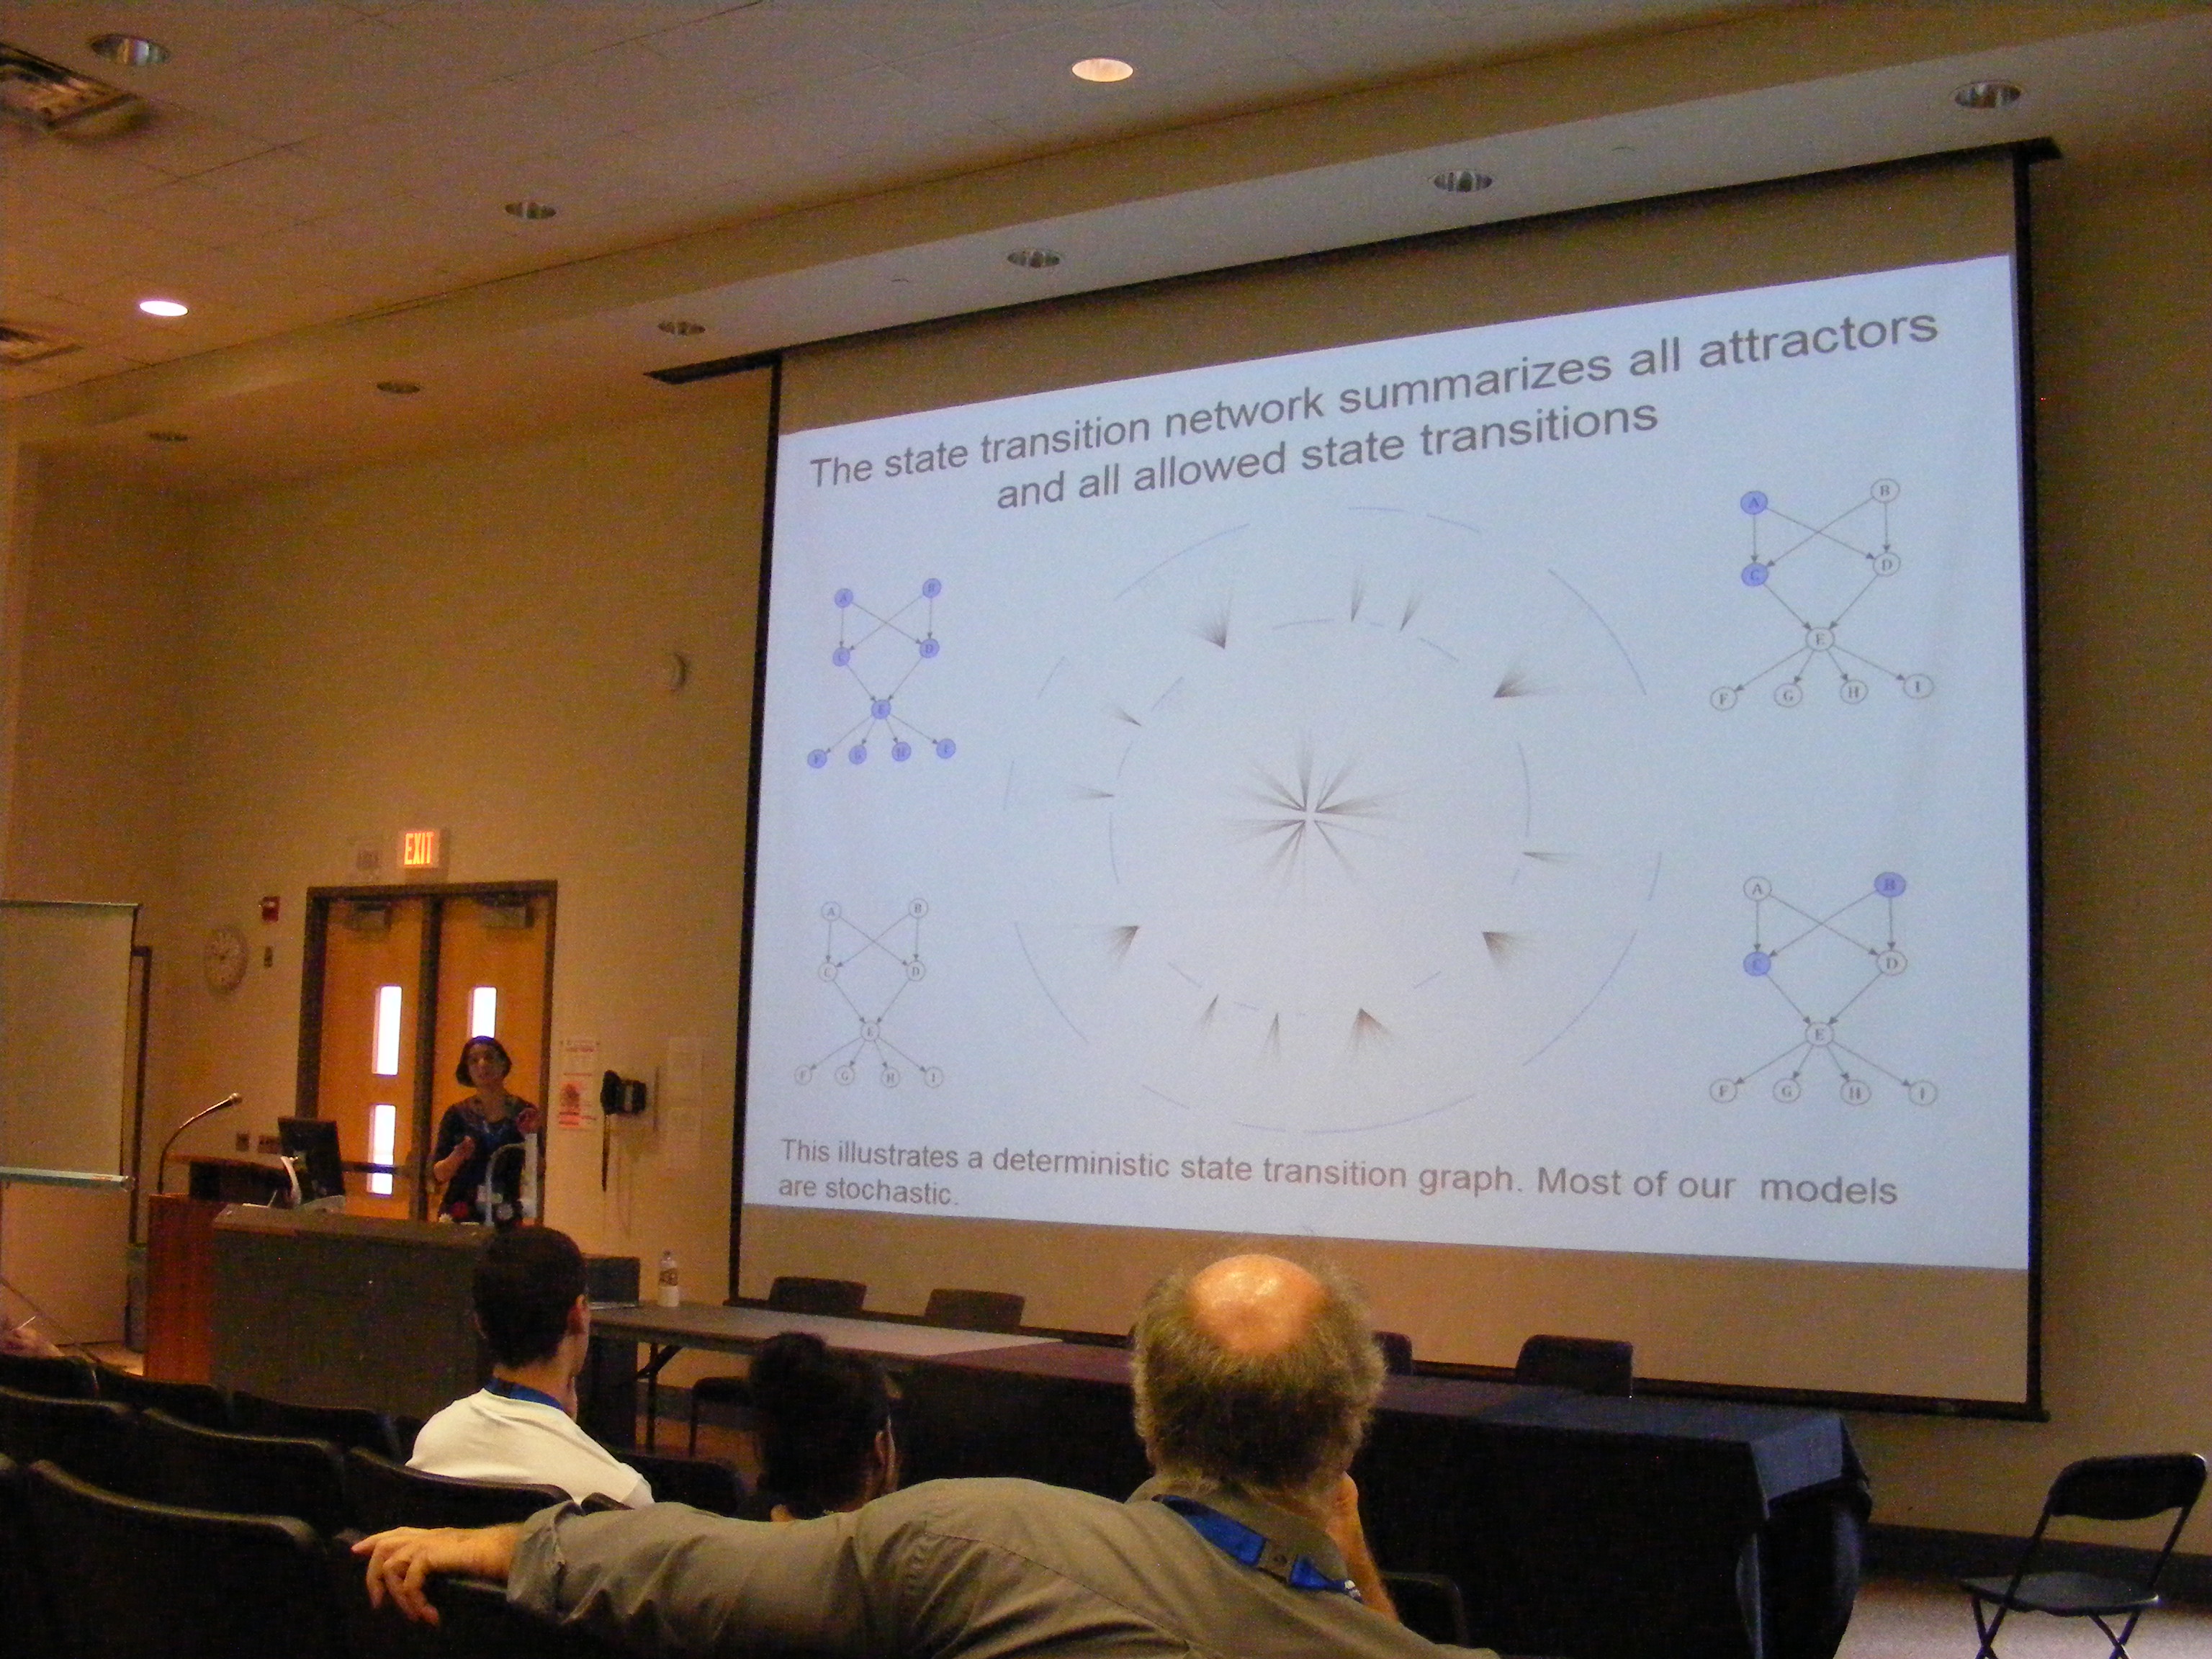 The state transition network summarizes all attractors
and all allowed state transitions
A B
C D
E
F G H I
A B
C D
E
F G H I
A B
C D
E
F G H I
A B
C D
E
F G H I
This illustrates a deterministic state transition graph. Most of our models
are stochastic.
EXIT